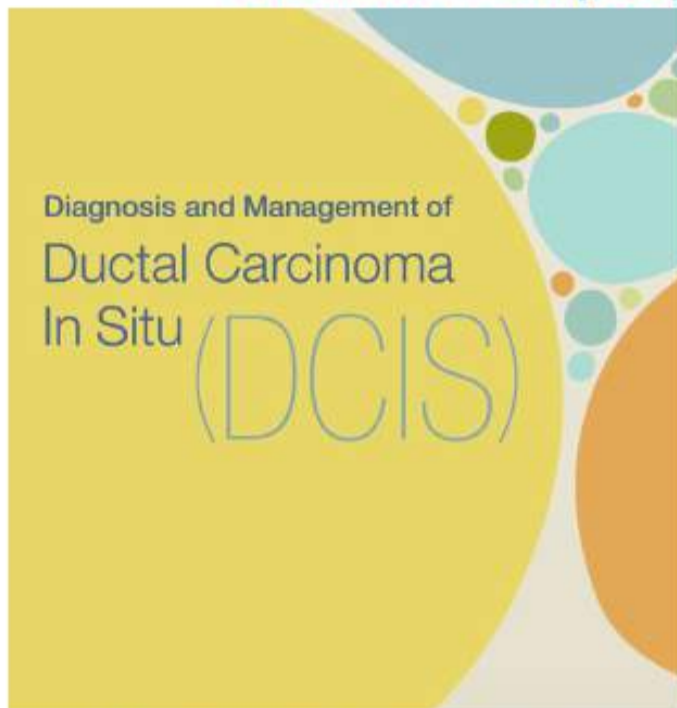 Diagnosis and Management of
Ductal Carcinoma
In Situ
(DCIS)